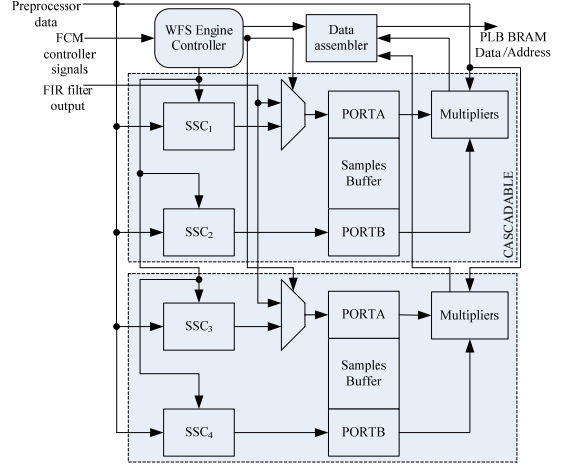 Preprocessor
data
FCM
controller
signals
FIR filter
output
WFS Engine
Controller
Data
assembler
PLB BRAM
Data /Address
SSC₁
PORTA
Multipliers
Samples
Buffer
SSC₂
PORTB
CASCADABLE
SSC₃
PORTA
Multipliers
Samples
Buffer
SSC₄
PORTB